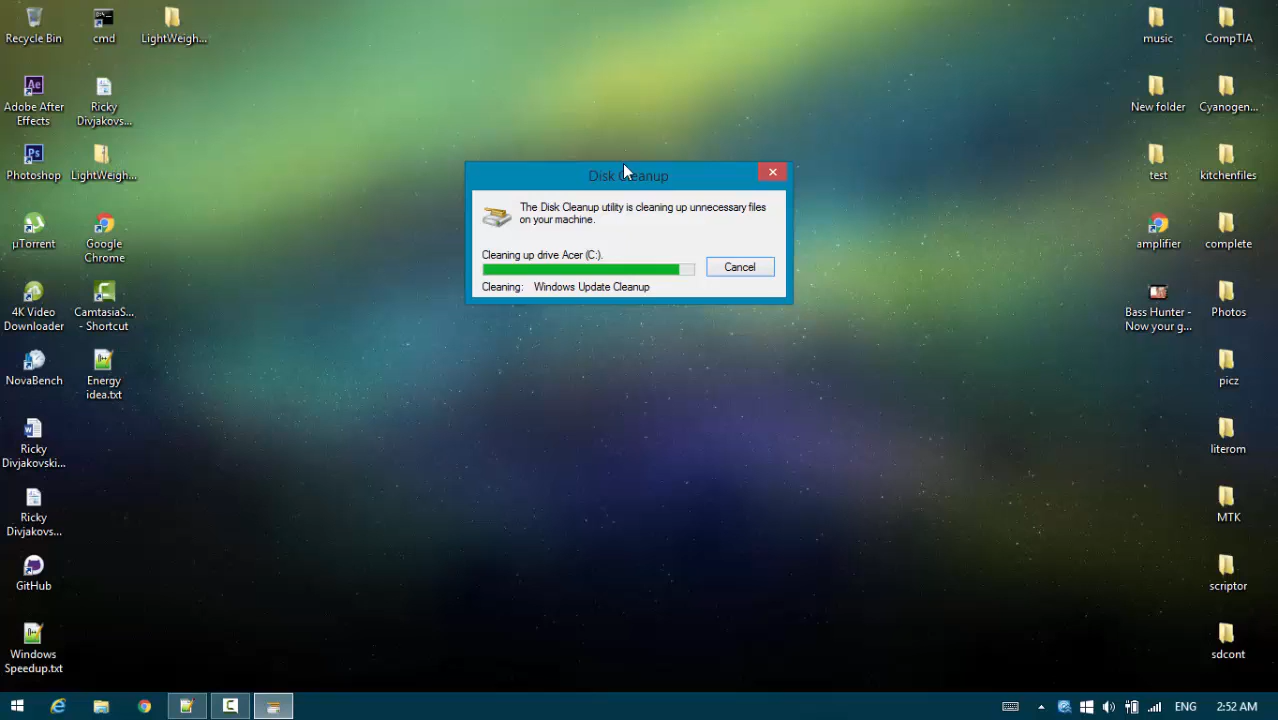 Recycle Bin
cmd
LightWeigh...
Adobe After
Effects
Ricky
Divjakovs...
Photoshop
LightWeigh...
µTorrent
Google
Chrome
4K Video
Downloader
CamtasiaS...
- Shortcut
NovaBench
Energy
idea.txt
Ricky
Divjakovski...
Ricky
Divjakovs...
GitHub
Windows
Speedup.txt
Disk Cleanup
The Disk Cleanup utility is cleaning up unnecessary files
on your machine.
Cleaning up drive Acer (C:).
Cancel
Cleaning: Windows Update Cleanup
music
CompTIA
New folder
Cyanogen...
test
kitchenfiles
amplifier
complete
Bass Hunter -
Now your g...
Photos
picz
literom
MTK
scriptor
sdcont
ENG
2:52 AM